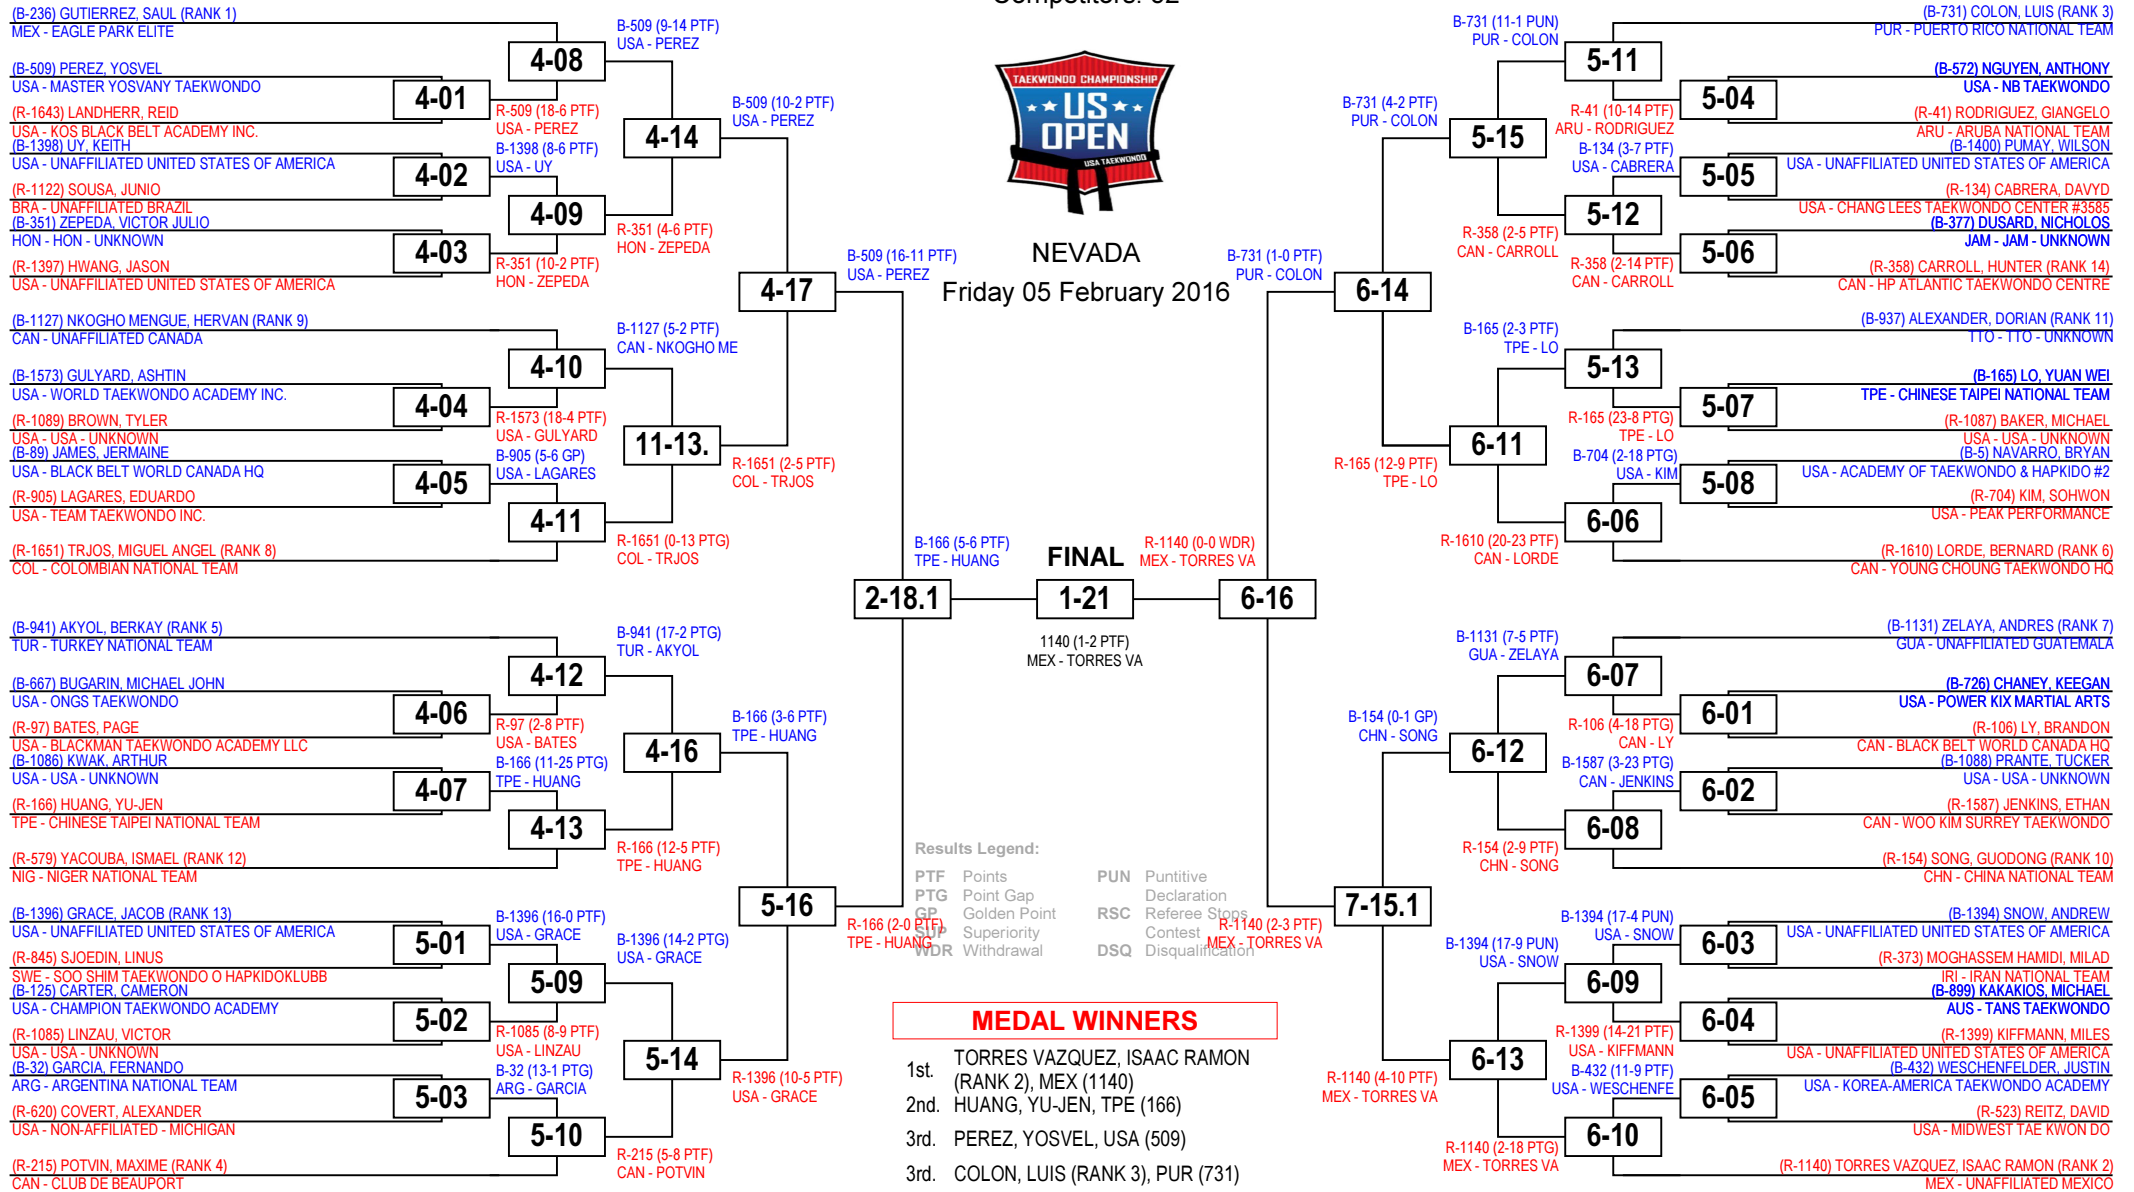 Competitors: 32
(B-236) GUTIERREZ, SAUL (RANK 1)
MEX - EAGLE PARK ELITE
(B-509) PEREZ, YOSVEL
USA - MASTER YOSVANY TAEKWONDO
(R-1643) LANDHERR, REID
USA - KOS BLACK BELT ACADEMY INC.
(B-1398) UY, KEITH
USA - UNAFFILIATED UNITED STATES OF AMERICA
(R-1122) SOUSA, JUNIO
BRA - UNAFFILIATED BRAZIL
(B-351) ZEPEDA, VICTOR JULIO
HON - HON - UNKNOWN
(R-1397) HWANG, JASON
USA - UNAFFILIATED UNITED STATES OF AMERICA
(B-1127) NKOGHO MENGUE, HERVAN (RANK 9)
CAN - UNAFFILIATED CANADA
(B-1573) GULYARD, ASHTIN
USA - WORLD TAEKWONDO ACADEMY INC.
(R-1089) BROWN, TYLER
USA - USA - UNKNOWN
(B-89) JAMES, JERMAINE
USA - BLACK BELT WORLD CANADA HQ
(R-905) LAGARES, EDUARDO
USA - TEAM TAEKWONDO INC.
(R-1651) TRJOS, MIGUEL ANGEL (RANK 8)
COL - COLOMBIAN NATIONAL TEAM
(B-941) AKYOL, BERKAY (RANK 5)
TUR - TURKEY NATIONAL TEAM
(B-667) BUGARIN, MICHAEL JOHN
USA - ONGS TAEKWONDO
(R-97) BATES, PAGE
USA - BLACKMAN TAEKWONDO ACADEMY LLC
(B-1086) KWAK, ARTHUR
USA - USA - UNKNOWN
(R-166) HUANG, YU-JEN
TPE - CHINESE TAIPEI NATIONAL TEAM
(R-579) YACOUBA, ISMAEL (RANK 12)
NIG - NIGER NATIONAL TEAM
(B-1396) GRACE, JACOB (RANK 13)
USA - UNAFFILIATED UNITED STATES OF AMERICA
(R-845) SJOEDIN, LINUS
SWE - SOO SHIM TAEKWONDO O HAPKIDOKLUBB
(B-125) CARTER, CAMERON
USA - CHAMPION TAEKWONDO ACADEMY
(R-1085) LINZAU, VICTOR
USA - USA - UNKNOWN
(B-32) GARCIA, FERNANDO
ARG - ARGENTINA NATIONAL TEAM
(R-620) COVERT, ALEXANDER
USA - NON-AFFILIATED - MICHIGAN
(R-215) POTVIN, MAXIME (RANK 4)
CAN - CLUB DE BEAUPORT
4-01
4-02
4-03
4-04
4-05
4-06
4-07
5-01
5-02
5-03
R-509 (18-6 PTF)
USA - PEREZ
B-1398 (8-6 PTF)
USA - UY
R-351 (10-2 PTF)
HON - ZEPEDA
R-1573 (18-4 PTF)
USA - GULYARD
B-905 (5-6 GP)
USA - LAGARES
R-97 (2-8 PTF)
USA - BATES
B-166 (11-25 PTG)
TPE - HUANG
B-1396 (16-0 PTF)
USA - GRACE
R-1085 (8-9 PTF)
USA - LINZAU
B-32 (13-1 PTG)
ARG - GARCIA
4-08
4-09
4-10
4-11
4-12
4-13
5-09
5-10
B-509 (9-14 PTF)
USA - PEREZ
R-351 (4-6 PTF)
HON - ZEPEDA
B-1127 (5-2 PTF)
CAN - NKOGHO ME
R-1651 (0-13 PTG)
COL - TRJOS
B-941 (17-2 PTG)
TUR - AKYOL
R-166 (12-5 PTF)
TPE - HUANG
B-1396 (14-2 PTG)
USA - GRACE
R-215 (5-8 PTF)
CAN - POTVIN
4-14
11-13.
4-16
5-14
B-509 (10-2 PTF)
USA - PEREZ
R-1651 (2-5 PTF)
COL - TRJOS
B-166 (3-6 PTF)
TPE - HUANG
R-1396 (10-5 PTF)
USA - GRACE
4-17
5-16
B-509 (16-11 PTF)
USA - PEREZ
R-166 (2-0 PTF)
TPE - HUANG
2-18.1
B-166 (5-6 PTF)
TPE - HUANG
TAEKWONDO CHAMPIONSHIP
US
OPEN
USA TAEKWONDO
NEVADA
Friday 05 February 2016
FINAL
1-21
1140 (1-2 PTF)
MEX - TORRES VA
R-1140 (0-0 WDR)
MEX - TORRES VA
6-16
B-731 (1-0 PTF)
PUR - COLON
R-1140 (2-3 PTF)
MEX - TORRES VA
6-14
7-15.1
B-731 (4-2 PTF)
PUR - COLON
R-165 (12-9 PTF)
TPE - LO
B-154 (0-1 GP)
CHN - SONG
R-1140 (4-10 PTF)
MEX - TORRES VA
5-15
6-11
6-12
6-13
B-731 (11-1 PUN)
PUR - COLON
R-358 (2-5 PTF)
CAN - CARROLL
B-165 (2-3 PTF)
TPE - LO
R-1610 (20-23 PTF)
CAN - LORDE
B-1131 (7-5 PTF)
GUA - ZELAYA
R-154 (2-9 PTF)
CHN - SONG
B-1394 (17-9 PUN)
USA - SNOW
R-1140 (2-18 PTG)
MEX - TORRES VA
5-11
5-12
5-13
6-06
6-07
6-08
6-09
6-10
R-41 (10-14 PTF)
ARU - RODRIGUEZ
B-134 (3-7 PTF)
USA - CABRERA
R-358 (2-14 PTF)
CAN - CARROLL
R-165 (23-8 PTG)
TPE - LO
B-704 (2-18 PTG)
USA - KIM
R-106 (4-18 PTG)
CAN - LY
B-1587 (3-23 PTG)
CAN - JENKINS
B-1394 (17-4 PUN)
USA - SNOW
R-1399 (14-21 PTF)
USA - KIFFMANN
B-432 (11-9 PTF)
USA - WESCHENFE
5-04
5-05
5-06
5-07
5-08
6-01
6-02
6-03
6-04
6-05
(B-731) COLON, LUIS (RANK 3)
PUR - PUERTO RICO NATIONAL TEAM
(B-572) NGUYEN, ANTHONY
USA - NB TAEKWONDO
(R-41) RODRIGUEZ, GIANGELO
ARU - ARUBA NATIONAL TEAM
(B-1400) PUMAY, WILSON
USA - UNAFFILIATED UNITED STATES OF AMERICA
(R-134) CABRERA, DAVYD
USA - CHANG LEES TAEKWONDO CENTER #3585
(B-377) DUSARD, NICHOLOS
JAM - JAM - UNKNOWN
(R-358) CARROLL, HUNTER (RANK 14)
CAN - HP ATLANTIC TAEKWONDO CENTRE
(B-937) ALEXANDER, DORIAN (RANK 11)
TTO - TTO - UNKNOWN
(B-165) LO, YUAN WEI
TPE - CHINESE TAIPEI NATIONAL TEAM
(R-1087) BAKER, MICHAEL
USA - USA - UNKNOWN
(B-5) NAVARRO, BRYAN
USA - ACADEMY OF TAEKWONDO & HAPKIDO #2
(R-704) KIM, SOHWON
USA - PEAK PERFORMANCE
(R-1610) LORDE, BERNARD (RANK 6)
CAN - YOUNG CHOUNG TAEKWONDO HQ
(B-1131) ZELAYA, ANDRES (RANK 7)
GUA - UNAFFILIATED GUATEMALA
(B-726) CHANEY, KEEGAN
USA - POWER KIX MARTIAL ARTS
(R-106) LY, BRANDON
CAN - BLACK BELT WORLD CANADA HQ
(B-1088) PRANTE, TUCKER
USA - USA - UNKNOWN
(R-1587) JENKINS, ETHAN
CAN - WOO KIM SURREY TAEKWONDO
(R-154) SONG, GUODONG (RANK 10)
CHN - CHINA NATIONAL TEAM
(B-1394) SNOW, ANDREW
USA - UNAFFILIATED UNITED STATES OF AMERICA
(R-373) MOGHASSEM HAMIDI, MILAD
IRI - IRAN NATIONAL TEAM
(B-899) KAKAKIOS, MICHAEL
AUS - TANS TAEKWONDO
(R-1399) KIFFMANN, MILES
USA - UNAFFILIATED UNITED STATES OF AMERICA
(B-432) WESCHENFELDER, JUSTIN
USA - KOREA-AMERICA TAEKWONDO ACADEMY
(R-523) REITZ, DAVID
USA - MIDWEST TAE KWON DO
(R-1140) TORRES VAZQUEZ, ISAAC RAMON (RANK 2)
MEX - UNAFFILIATED MEXICO
Results Legend:
PTF Points
PTG Point Gap
GP Golden Point
SUP Superiority
WDR Withdrawal
PUN Puntitive
Declaration
RSC Referee Stops
Contest
DSQ Disqualification
MEDAL WINNERS
1st. TORRES VAZQUEZ, ISAAC RAMON
(RANK 2), MEX (1140)
2nd. HUANG, YU-JEN, TPE (166)
3rd. PEREZ, YOSVEL, USA (509)
3rd. COLON, LUIS (RANK 3), PUR (731)